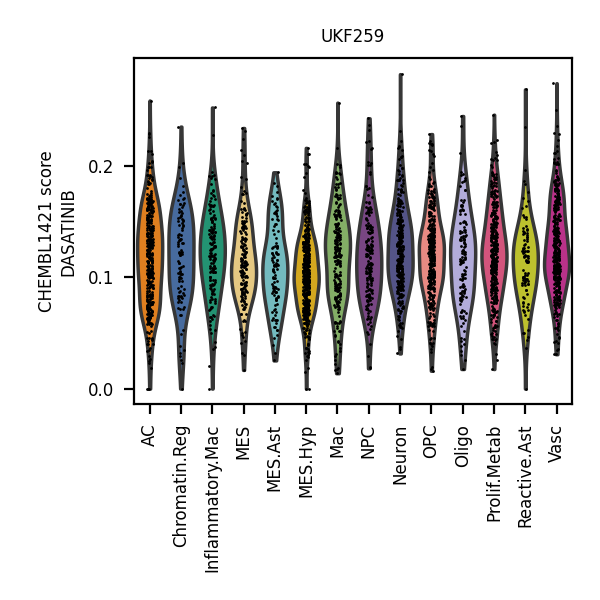 UKF259
CHEMBL1421 score
DASATINIB
0.2
0.1
0.0
AC
Chromatin.Reg
Inflammatory.Mac
MES
MES.Ast
MES.Hyp
Mac
NPC
Neuron
OPC
Oligo
Prolif.Metab
Reactive.Ast
Vasc